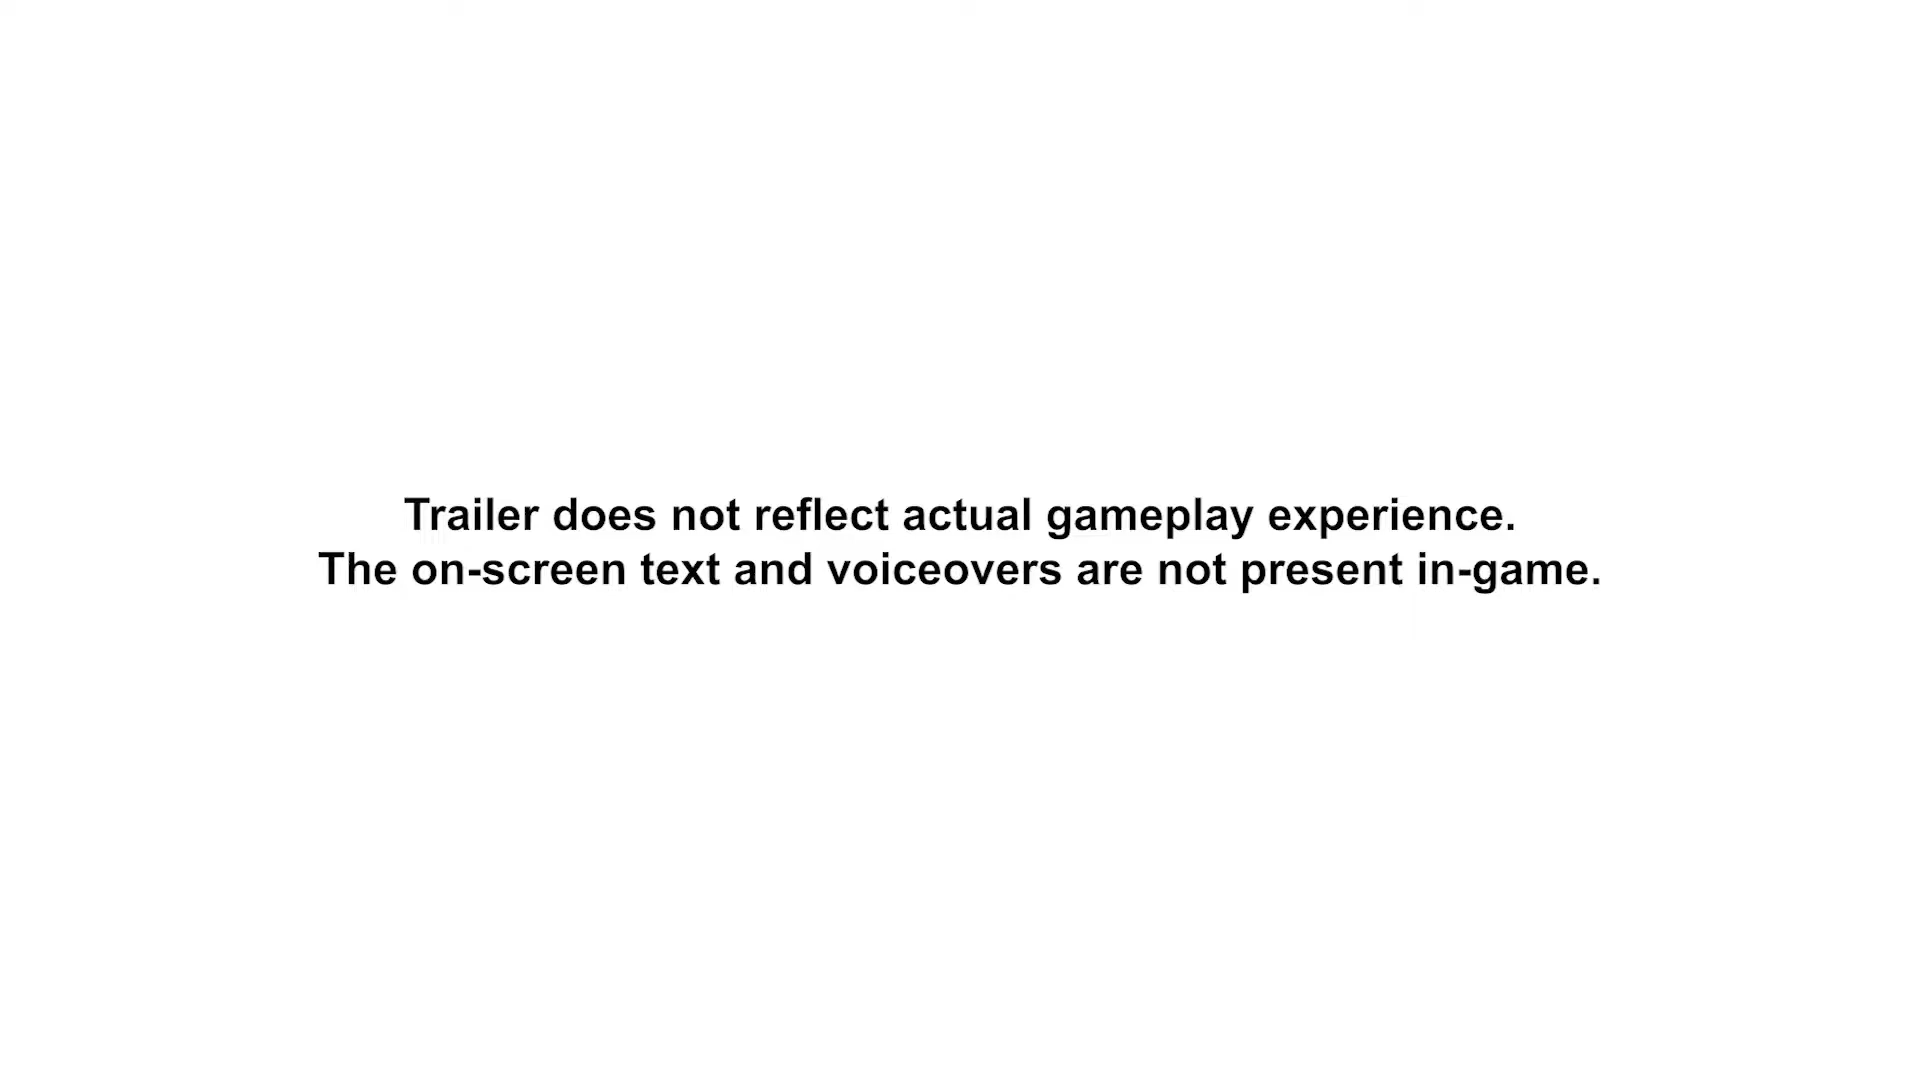 Trailer does not reflect actual gameplay experience.
The on-screen text and voiceovers are not present in-game.